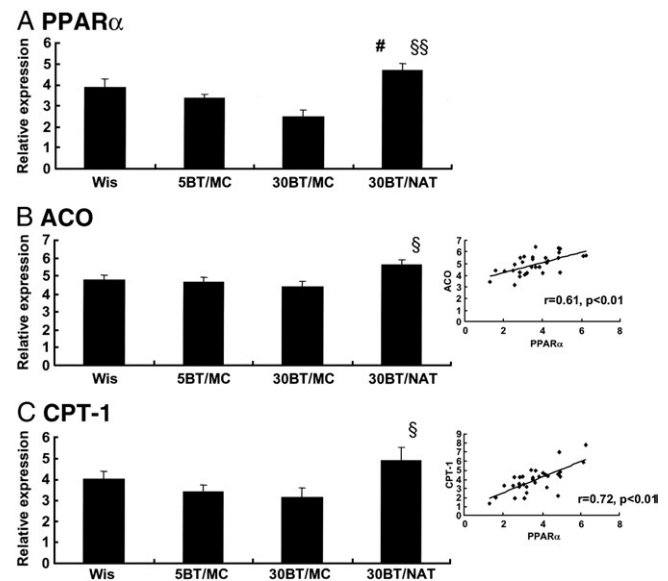 A PPARα
# §§
Relative expression
6
5
4
3
2
1
0
Wis 5BT/MC 30BT/MC 30BT/NAT
B ACO
§
Relative expression
7
6
5
4
3
2
1
0
Wis 5BT/MC 30BT/MC 30BT/NAT
ACO
7
6
5
4
3
2
1
0
r=0.61, p<0.01
0 2 4 6 8
PPARα
C CPT-1
§
Relative expression
6
5
4
3
2
1
0
Wis 5BT/MC 30BT/MC 30BT/NAT
CPT-1
9
8
7
6
5
4
3
2
1
0
r=0.72, p<0.01
0 2 4 6 8
PPARα